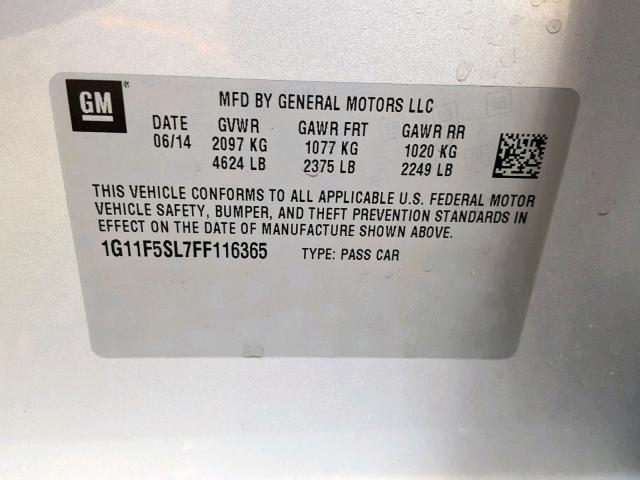 GM ®
MFD BY GENERAL MOTORS LLC
DATE GVWR GAWR FRT GAWR RR
06/14 2097 KG 1077 KG 1020 KG
4624 LB 2375 LB 2249 LB
THIS VEHICLE CONFORMS TO ALL APPLICABLE U.S. FEDERAL MOTOR
VEHICLE SAFETY, BUMPER, AND THEFT PREVENTION STANDARDS IN
EFFECT ON THE DATE OF MANUFACTURE SHOWN ABOVE.
1G11F5SL7FF116365 TYPE: PASS CAR